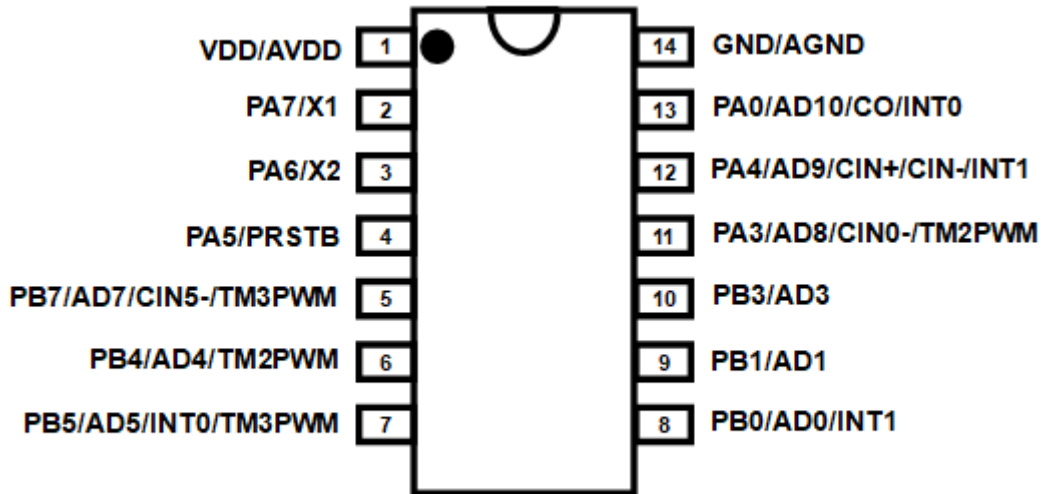 VDD/AVDD 1 14 GND/AGND
PA7/X1 2 13 PA0/AD10/CO/INT0
PA6/X2 3 12 PA4/AD9/CIN+/CIN-/INT1
PA5/PRSTB 4 11 PA3/AD8/CIN0-/TM2PWM
PB7/AD7/CIN5-/TM3PWM 5 10 PB3/AD3
PB4/AD4/TM2PWM 6 9 PB1/AD1
PB5/AD5/INT0/TM3PWM 7 8 PB0/AD0/INT1